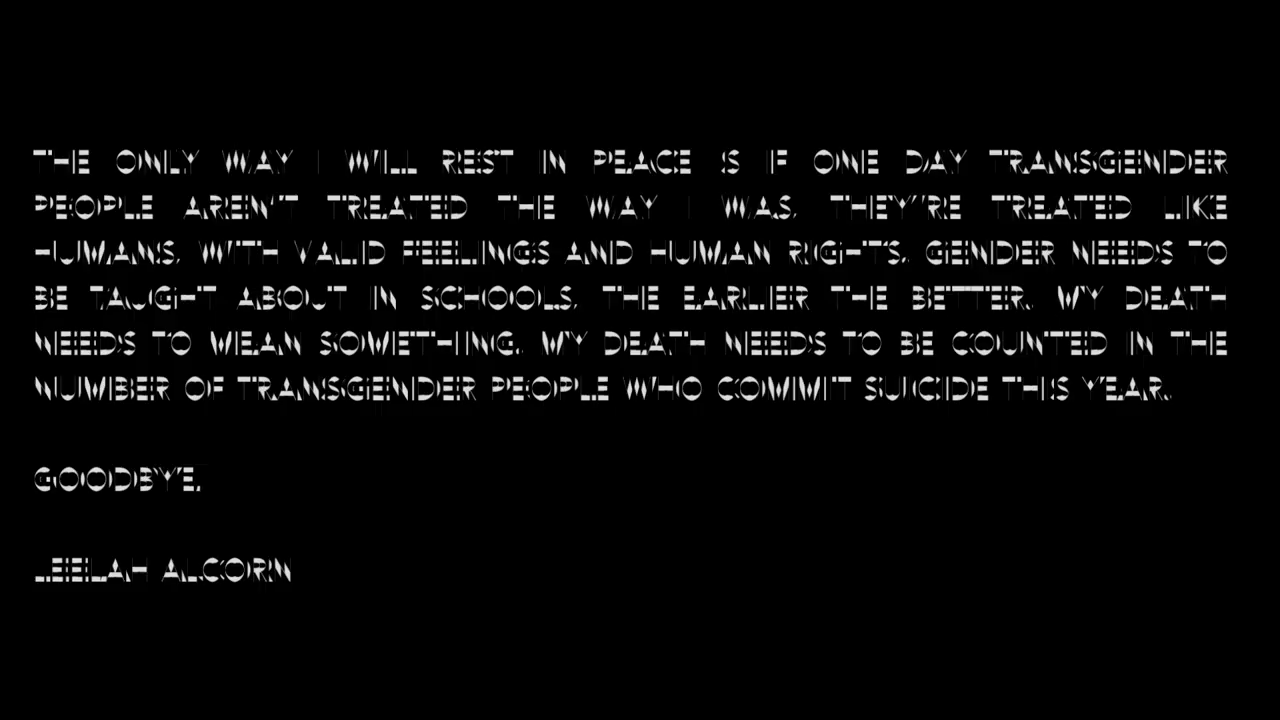 THE ONLY WAY I WILL REST IN PEACE IS IF ONE DAY TRANSGENDER
PEOPLE AREN'T TREATED THE WAY I WAS, THEY'RE TREATED LIKE
HUMANS, WITH VALID FEELINGS AND HUMAN RIGHTS. GENDER NEEDS TO
BE TAUGHT ABOUT IN SCHOOLS, THE EARLIER THE BETTER. MY DEATH
NEEDS TO MEAN SOMETHING. MY DEATH NEEDS TO BE COUNTED IN THE
NUMBER OF TRANSGENDER PEOPLE WHO COMMIT SUICIDE THIS YEAR.
GOODBYE.
LEELAH ALCORN